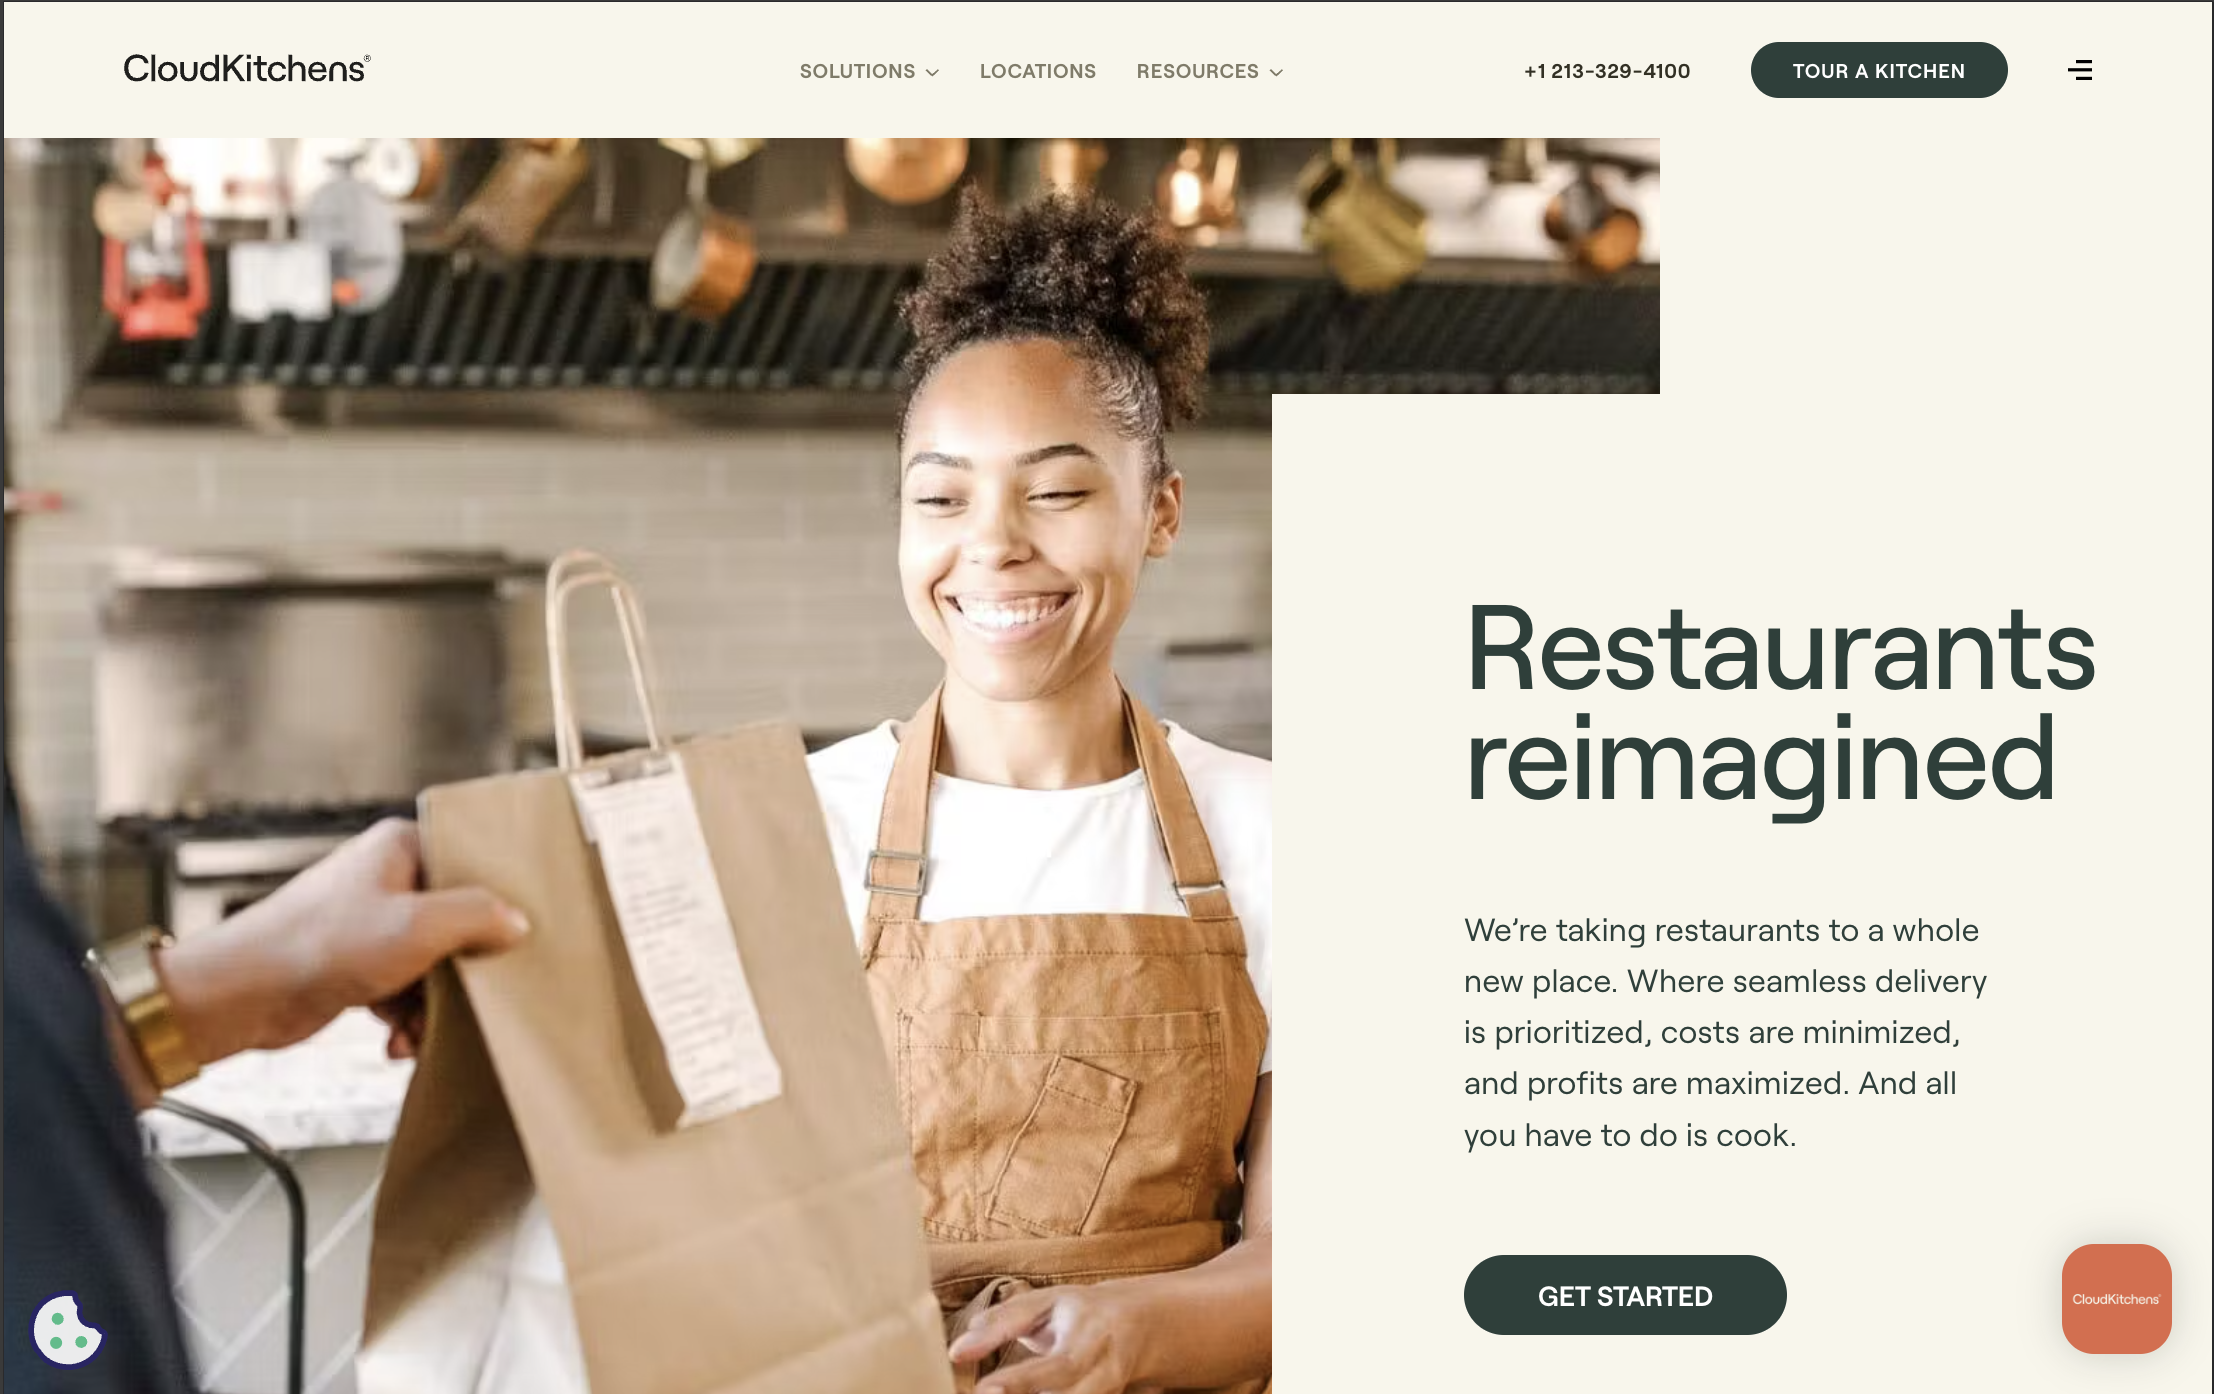 CloudKitchens®
SOLUTIONS
LOCATIONS
RESOURCES
+1 213-329-4100
TOUR A KITCHEN
Restaurants
reimagined
We’re taking restaurants to a whole
new place. Where seamless delivery
is prioritized, costs are minimized,
and profits are maximized. And all
you have to do is cook.
GET STARTED
CloudKitchens®